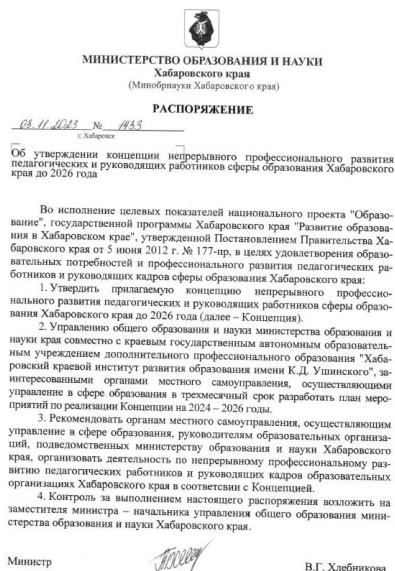 МИНИСТЕРСТВО ОБРАЗОВАНИЯ И НАУКИ
Хабаровского края
(Минобрнауки Хабаровского края)
РАСПОРЯЖЕНИЕ
03.11.2023 № 1433
г. Хабаровск
Об утверждении концепции непрерывного профессионального развития
педагогических и руководящих работников сферы образования Хабаровского
края до 2026 года
Во исполнение целевых показателей национального проекта "Образо-
вание", государственной программы Хабаровского края "Развитие образова-
ния в Хабаровском крае", утвержденной Постановлением Правительства Ха-
баровского края от 5 июня 2012 г. № 177-пр, в целях удовлетворения образо-
вательных потребностей и профессионального развития педагогических ра-
ботников и руководящих кадров сферы образования Хабаровского края:
1. Утвердить прилагаемую концепцию непрерывного профессио-
нального развития педагогических и руководящих работников сферы образо-
вания Хабаровского края до 2026 года (далее – Концепция).
2. Управлению общего образования министерства образования и
науки края совместно с краевым государственным автономным образователь-
ным учреждением дополнительного профессионального образования "Хаба-
ровский краевой институт развития образования имени К.Д. Ушинского", за-
интересованными органами местного самоуправления, осуществляющими
управление в сфере образования в трехмесячный срок разработать план меро-
приятий по реализации Концепции на 2024 – 2026 годы.
3. Рекомендовать органам местного самоуправления, осуществляющим
управление в сфере образования, руководителям образовательных организа-
ций, подведомственных министерству образования и науки Хабаровского
края, организовать деятельность по непрерывному профессиональному раз-
витию педагогических работников и руководящих кадров образовательных
организациях Хабаровского края в соответствии с Концепцией.
4. Контроль за выполнением настоящего распоряжения возложить на
заместителя министра – начальника управления общего образования мини-
стерства образования и науки Хабаровского края.
Министр
В.Г. Хлебникова